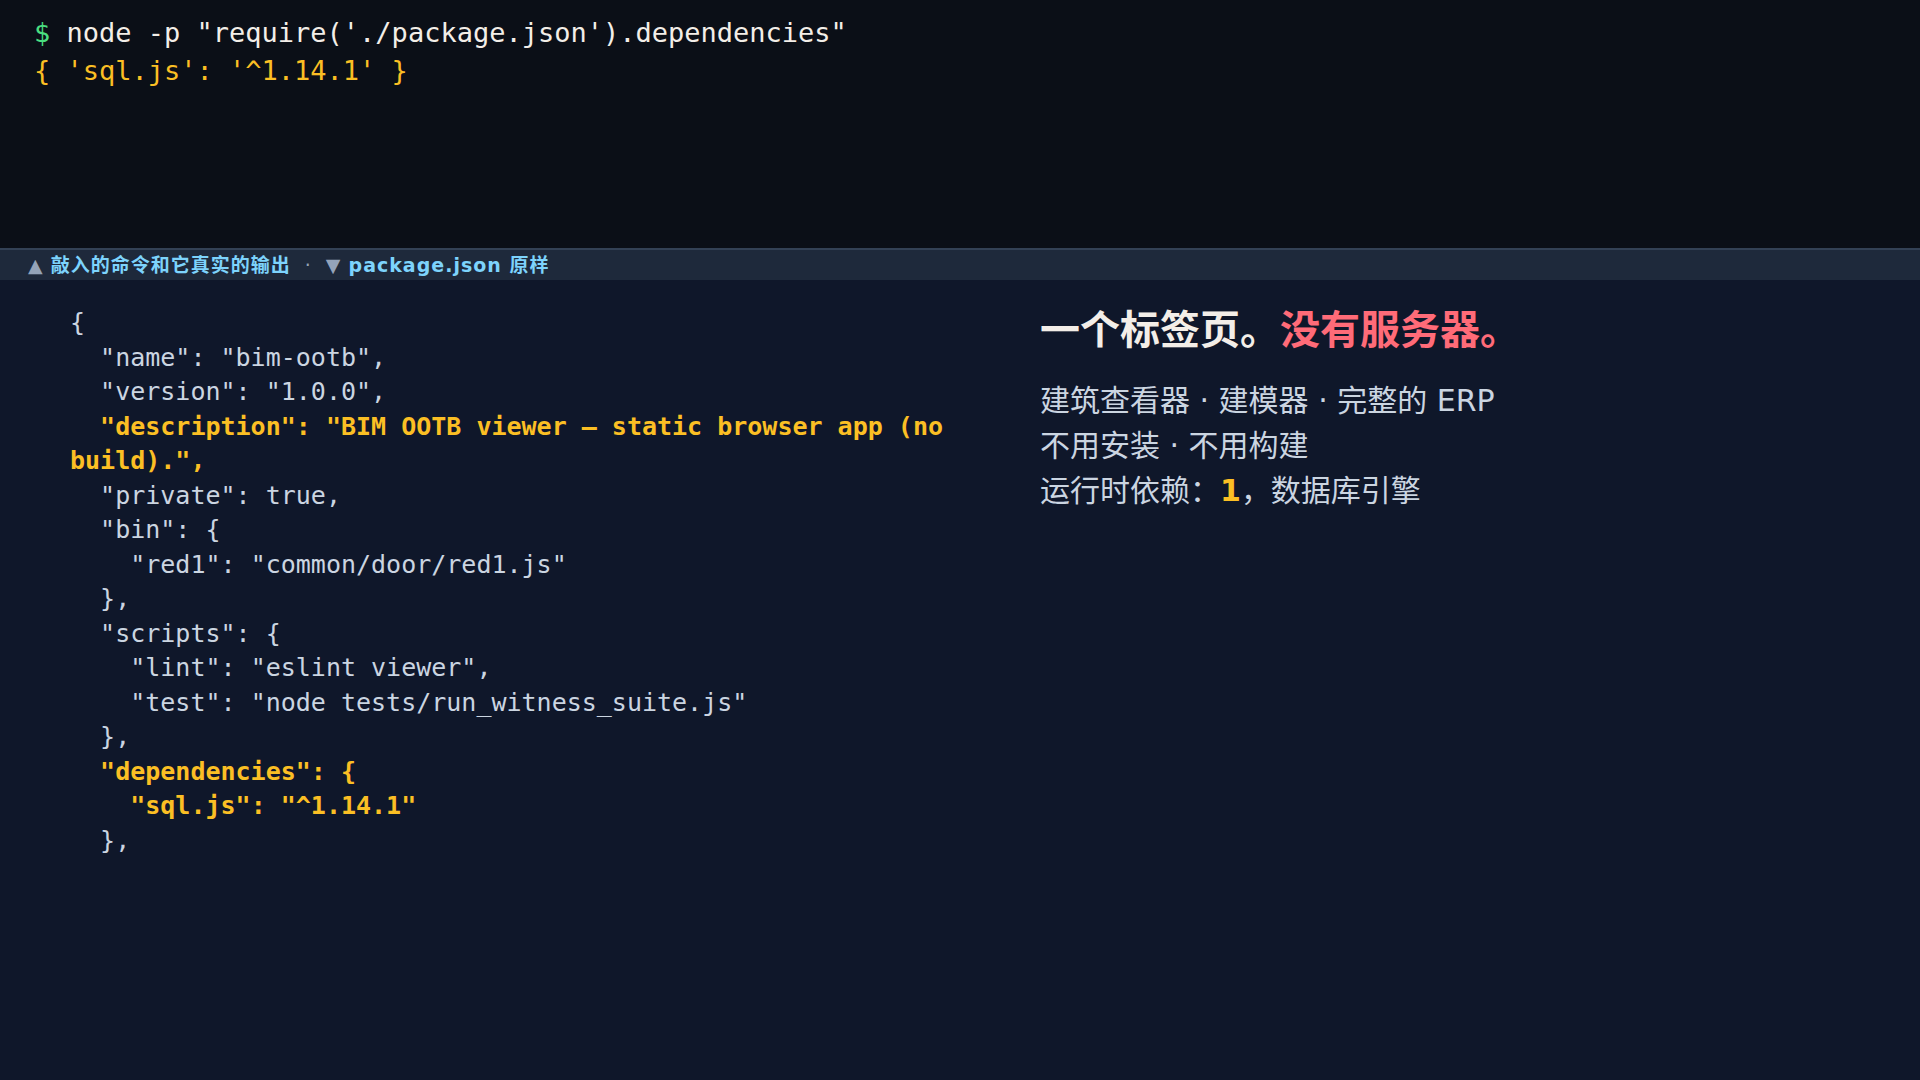 $ node -p "require('./package.json').dependencies"
{ 'sql.js': '^1.14.1' }
▲ 敲入的命令和它真实的输出 · ▼ package.json 原样
{
  "name": "bim-ootb",
  "version": "1.0.0",
  "description": "BIM OOTB viewer — static browser app (no
build).",
  "private": true,
  "bin": {
    "red1": "common/door/red1.js"
  },
  "scripts": {
    "lint": "eslint viewer",
    "test": "node tests/run_witness_suite.js"
  },
  "dependencies": {
    "sql.js": "^1.14.1"
  },
一个标签页。没有服务器。
建筑查看器 · 建模器 · 完整的 ERP
不用安装 · 不用构建
运行时依赖：1，数据库引擎